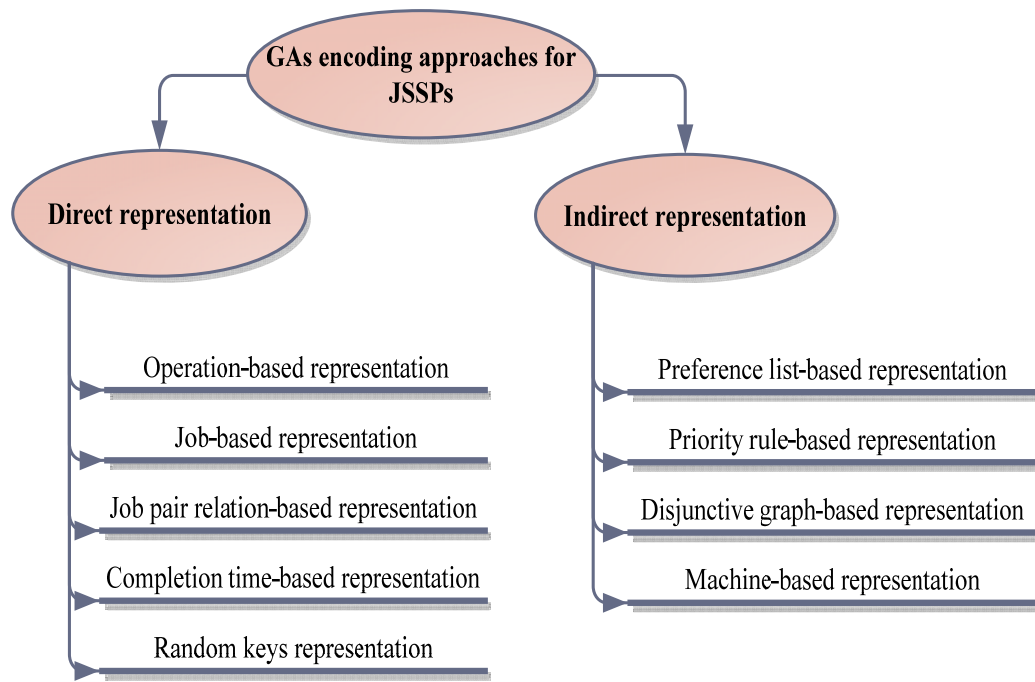 GAs encoding approaches for
JSSPs
Direct representation
Indirect representation
Operation-based representation
Job-based representation
Job pair relation-based representation
Completion time-based representation
Random keys representation
Preference list-based representation
Priority rule-based representation
Disjunctive graph-based representation
Machine-based representation